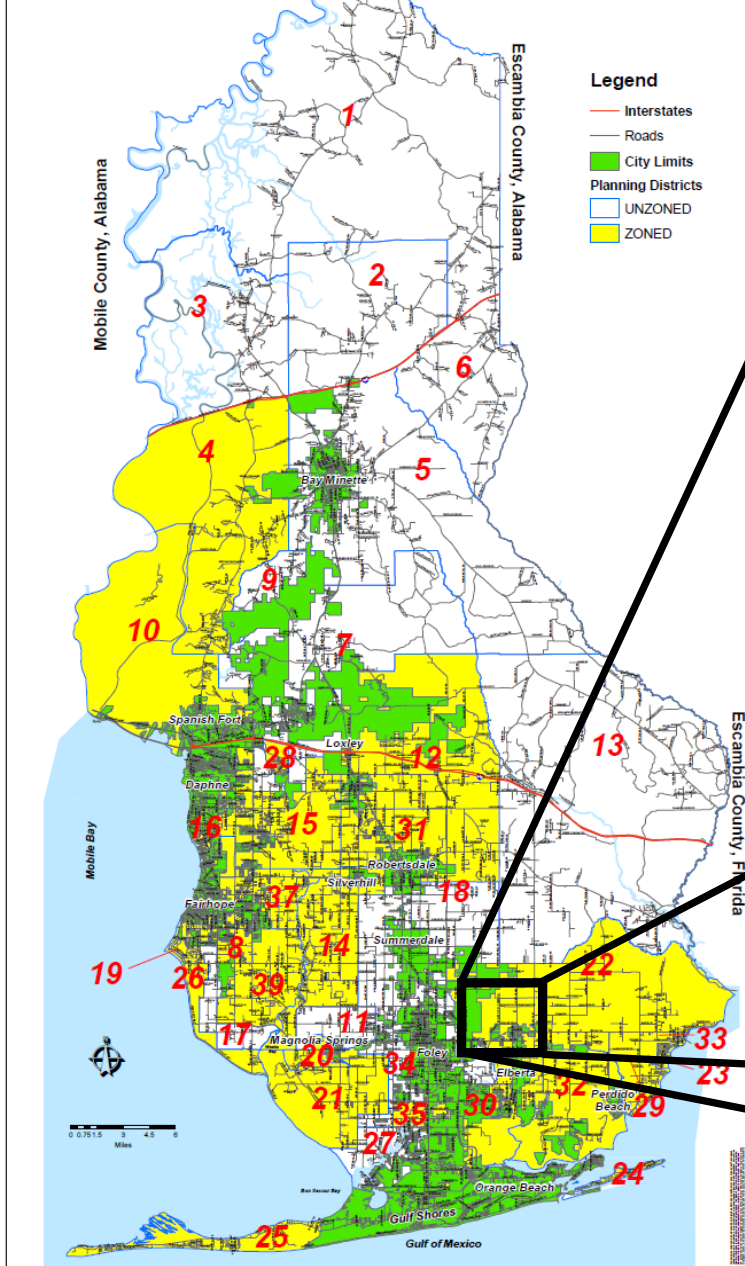 Legend
Interstates
Roads
City Limits
Planning Districts
UNZONED
ZONED
Escambia County, Alabama
Mobile County, Alabama
1
2
3
6
4
5
Bay Minette
9
10
7
Spanish Fort
Loxley
28
12
13
Daphne
Escambia County, Florida
16
15
31
Mobile Bay
Robertsdale
Silverhill
37
18
Fairhope
8
14
Summerdale
19
26
39
22
17
11
Magnolia Springs
20
34
Foley
33
23
Elberta
32
21
35
30
Perdido
Beach
29
27
0 0.75 1.5 3 4.5 6
Miles
24
Bon Secour Bay
Orange Beach
Gulf Shores
25
Gulf of Mexico